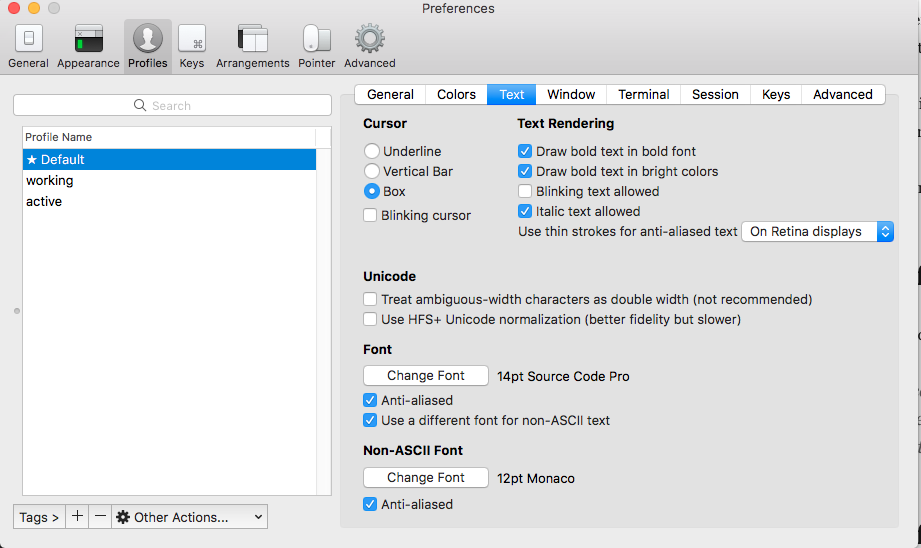 Preferences
General Appearance Profiles Keys Arrangements Pointer Advanced
Search
Profile Name
★ Default
working
active
Tags > + − Other Actions...
General Colors Text Window Terminal Session Keys Advanced
Cursor
Underline
Vertical Bar
Box
Blinking cursor
Text Rendering
Draw bold text in bold font
Draw bold text in bright colors
Blinking text allowed
Italic text allowed
Use thin strokes for anti-aliased text On Retina displays
Unicode
Treat ambiguous-width characters as double width (not recommended)
Use HFS+ Unicode normalization (better fidelity but slower)
Font
Change Font 14pt Source Code Pro
Anti-aliased
Use a different font for non-ASCII text
Non-ASCII Font
Change Font 12pt Monaco
Anti-aliased